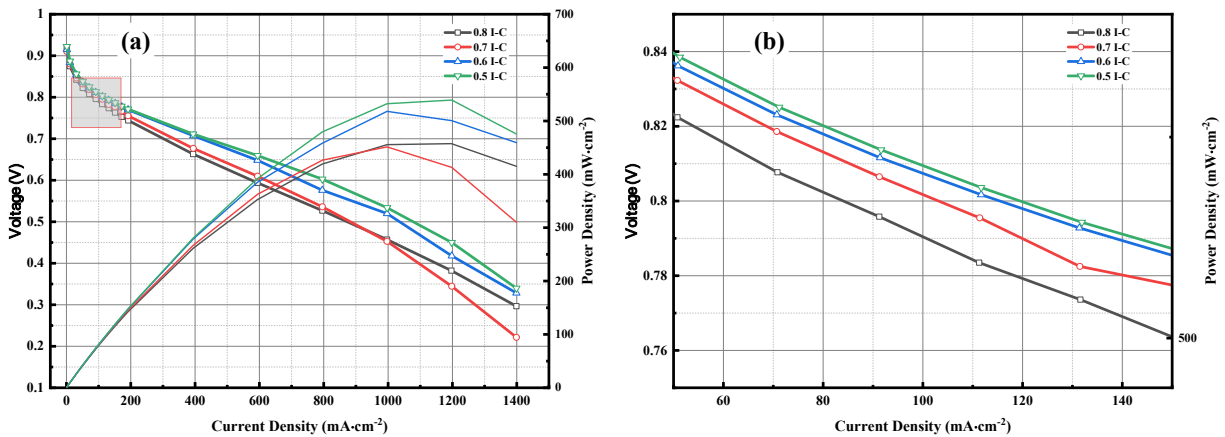 (a)
0.8 I-C
0.7 I-C
0.6 I-C
0.5 I-C
Voltage (V)
1
0.9
0.8
0.7
0.6
0.5
0.4
0.3
0.2
0.1
0 200 400 600 800 1000 1200 1400
Current Density (mA·cm⁻²)
700
600
500
400
300
200
100
0
Power Density (mW·cm⁻²)
(b)
0.8 I-C
0.7 I-C
0.6 I-C
0.5 I-C
Voltage (V)
0.84
0.82
0.8
0.78
0.76
60 80 100 120 140
Current Density (mA·cm⁻²)
500
Power Density (mW·cm⁻²)